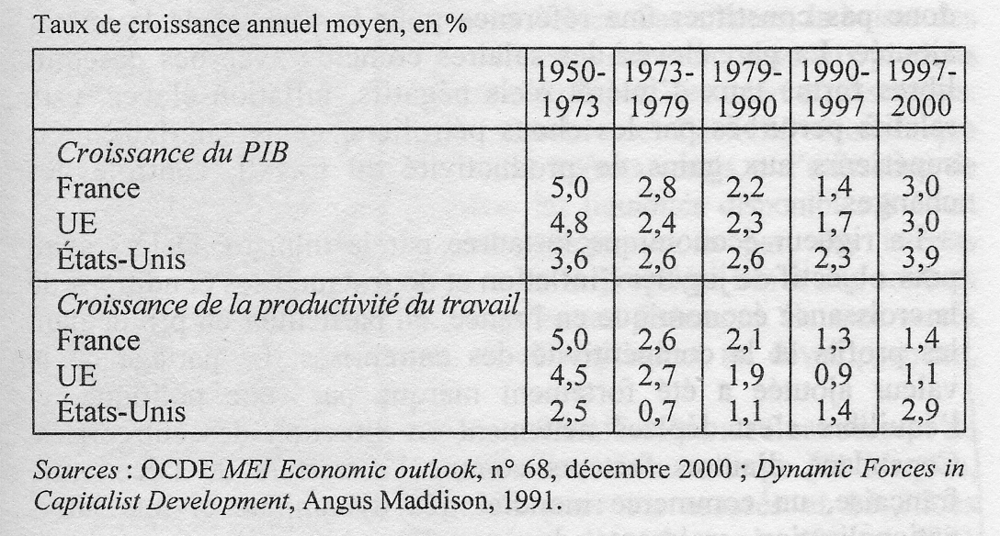 Taux de croissance annuel moyen, en %
1950- 1973- 1979- 1990- 1997-
1973 1979 1990 1997 2000
Croissance du PIB
France 5,0 2,8 2,2 1,4 3,0
UE 4,8 2,4 2,3 1,7 3,0
États-Unis 3,6 2,6 2,6 2,3 3,9
Croissance de la productivité du travail
France 5,0 2,6 2,1 1,3 1,4
UE 4,5 2,7 1,9 0,9 1,1
États-Unis 2,5 0,7 1,1 1,4 2,9
Sources : OCDE MEI Economic outlook, n° 68, décembre 2000 ; Dynamic Forces in
Capitalist Development, Angus Maddison, 1991.